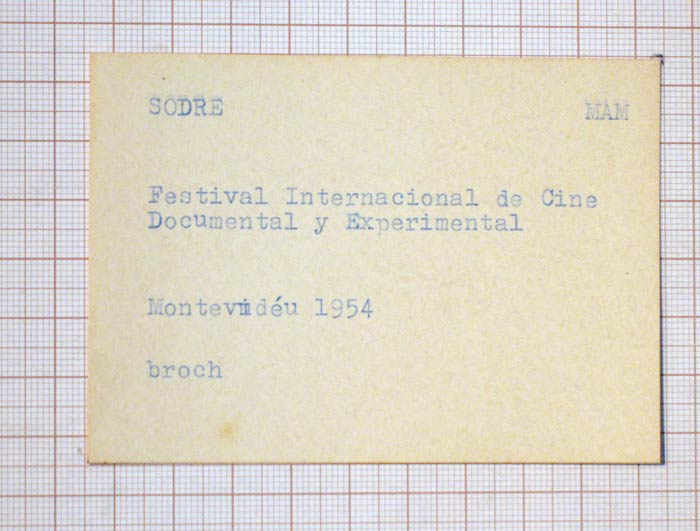 SODRE MAM
Festival Internacional de Cine
Documental y Experimental
Montevidéu 1954
broch